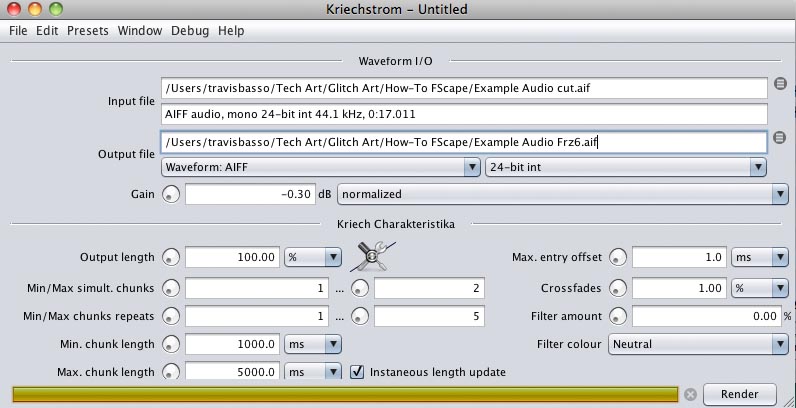 Kriechstrom – Untitled
File Edit Presets Window Debug Help
Waveform I/O
Input file
/Users/travisbasso/Tech Art/Glitch Art/How-To FScape/Example Audio cut.aif
AIFF audio, mono 24-bit int 44.1 kHz, 0:17.011
Output file
/Users/travisbasso/Tech Art/Glitch Art/How-To FScape/Example Audio Frz6.aif
Waveform: AIFF 24-bit int
Gain -0.30 dB normalized
Kriech Charakteristika
Output length 100.00 % Max. entry offset 1.0 ms
Min/Max simult. chunks 1 ... 2 Crossfades 1.00 %
Min/Max chunks repeats 1 ... 5 Filter amount 0.00 %
Min. chunk length 1000.0 ms Filter colour Neutral
Max. chunk length 5000.0 ms Instaneous length update
Render